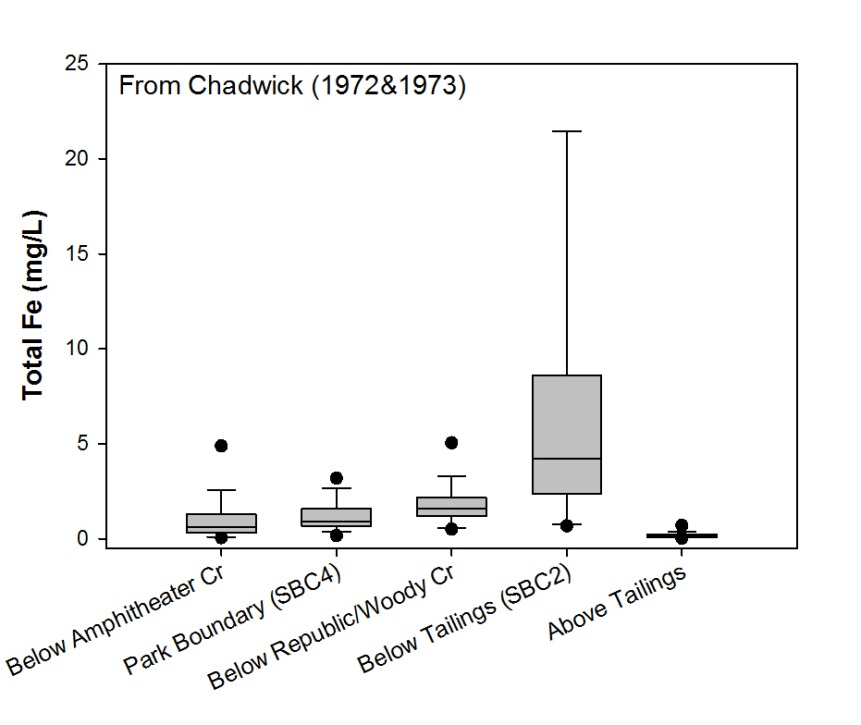 From Chadwick (1972&1973)
25
20
15
10
5
0
Total Fe (mg/L)
Below Amphitheater Cr
Park Boundary (SBC4)
Below Republic/Woody Cr
Below Tailings (SBC2)
Above Tailings